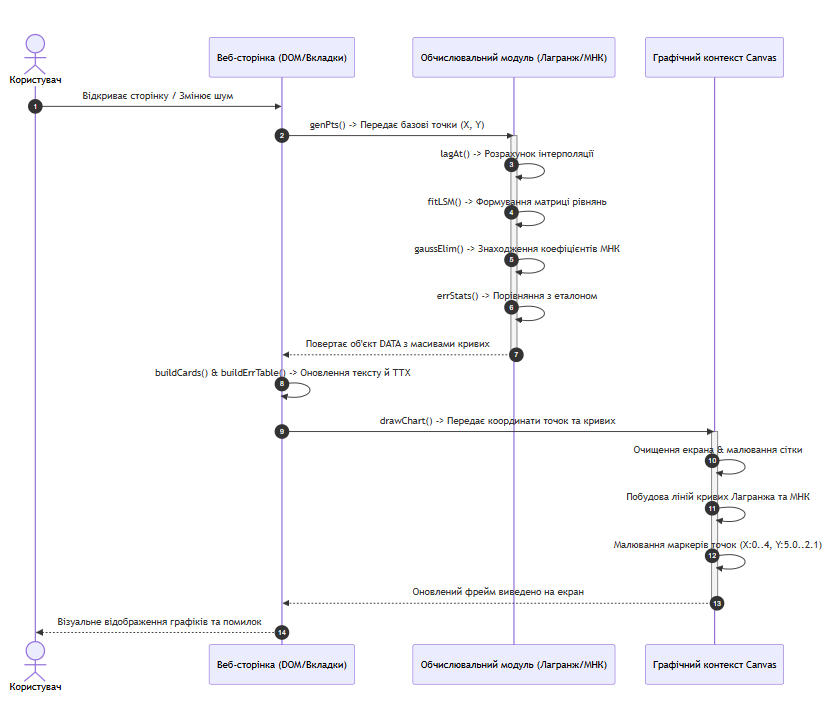 Користувач
Веб-сторінка (DOM/Вкладки)
Обчислювальний модуль (Лагранж/МНК)
Графічний контекст Canvas
1
Відкриває сторінку / Змінює шум
2
genPts() -> Передає базові точки (X, Y)
3
lagAt() -> Розрахунок інтерполяції
4
fitLSM() -> Формування матриці рівнянь
5
gaussElim() -> Знаходження коефіцієнтів МНК
6
errStats() -> Порівняння з еталоном
7
Повертає об'єкт DATA з масивами кривих
8
buildCards() & buildErrTable() -> Оновлення тексту й ТТХ
9
drawChart() -> Передає координати точок та кривих
10
Очищення екрана & малювання сітки
11
Побудова ліній кривих Лагранжа та МНК
12
Малювання маркерів точок (X:0..4, Y:5.0..2.1)
13
Оновлений фрейм виведено на екран
14
Візуальне відображення графіків та помилок
Користувач
Веб-сторінка (DOM/Вкладки)
Обчислювальний модуль (Лагранж/МНК)
Графічний контекст Canvas